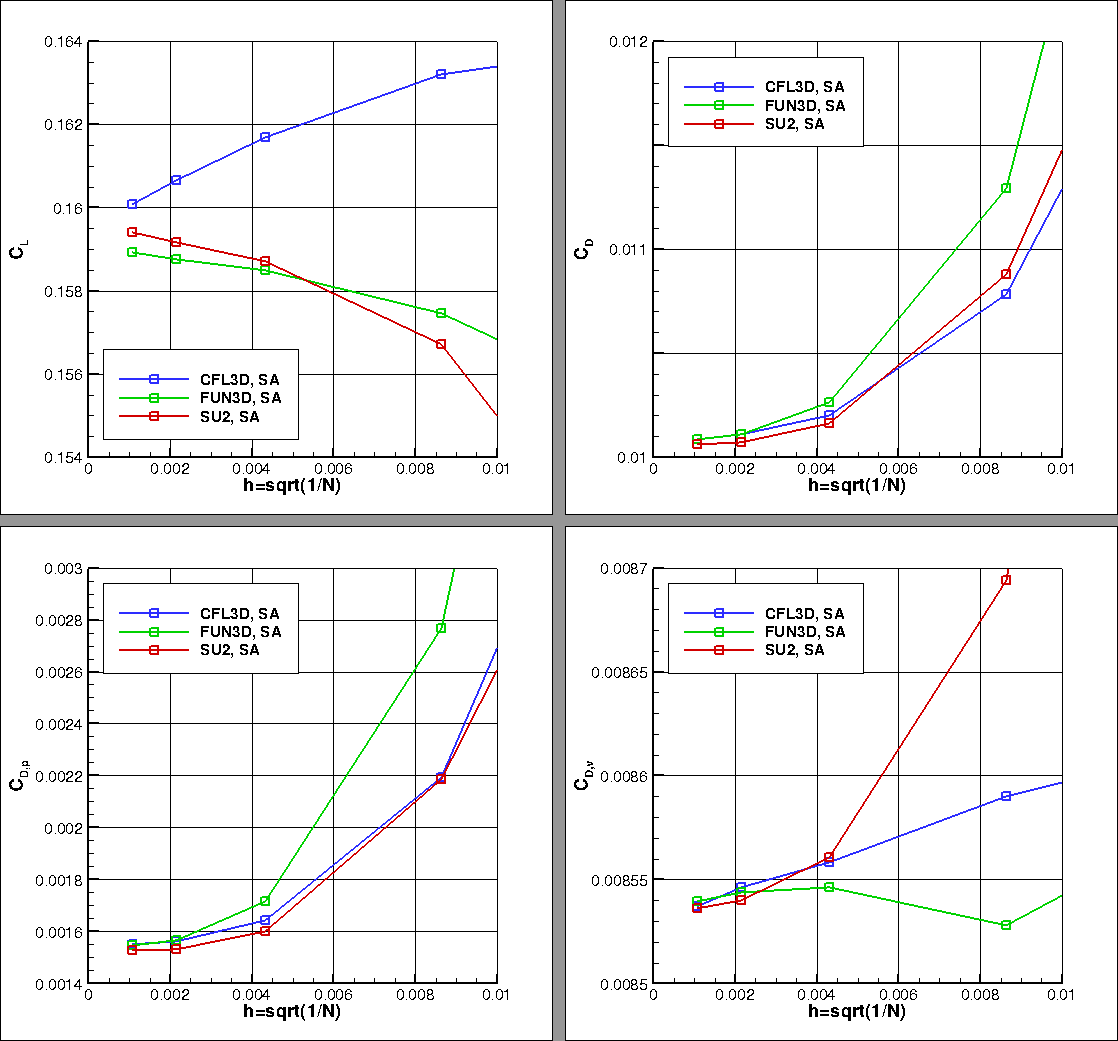 0.164
0.162
0.16
0.158
0.156
0.154
C_L
CFL3D, SA
FUN3D, SA
SU2, SA
0 0.002 0.004 0.006 0.008 0.01
h=sqrt(1/N)
0.012
0.011
0.01
C_D
CFL3D, SA
FUN3D, SA
SU2, SA
0 0.002 0.004 0.006 0.008 0.01
h=sqrt(1/N)
0.003
0.0028
0.0026
0.0024
0.0022
0.002
0.0018
0.0016
0.0014
C_D,p
CFL3D, SA
FUN3D, SA
SU2, SA
0 0.002 0.004 0.006 0.008 0.01
h=sqrt(1/N)
0.0087
0.00865
0.0086
0.00855
0.0085
C_D,v
CFL3D, SA
FUN3D, SA
SU2, SA
0 0.002 0.004 0.006 0.008 0.01
h=sqrt(1/N)